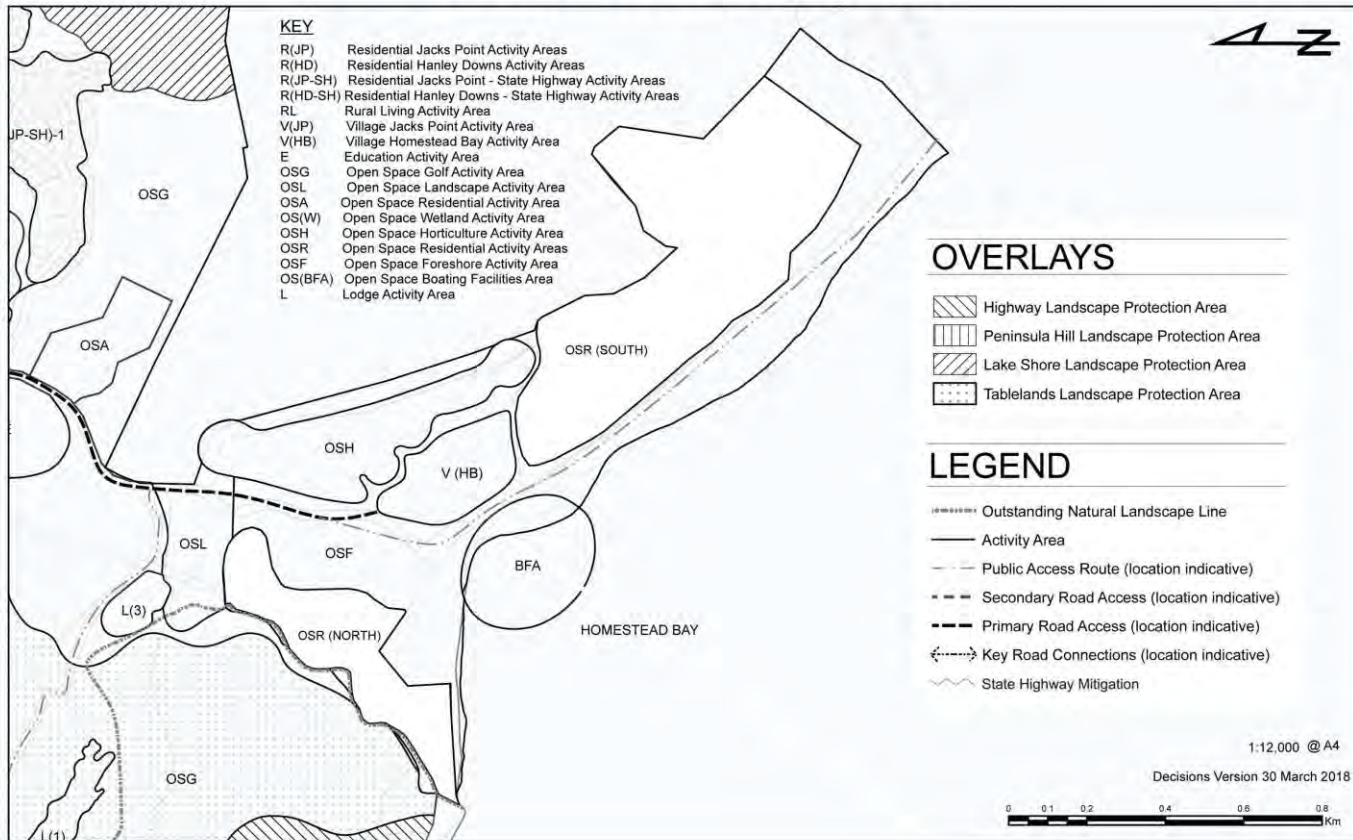 KEY
R(JP) Residential Jacks Point Activity Areas
R(HD) Residential Hanley Downs Activity Areas
R(JP-SH) Residential Jacks Point - State Highway Activity Areas
R(HD-SH) Residential Hanley Downs - State Highway Activity Areas
RL Rural Living Activity Area
V(JP) Village Jacks Point Activity Area
V(HB) Village Homestead Bay Activity Area
E Education Activity Area
OSG Open Space Golf Activity Area
OSL Open Space Landscape Activity Area
OSA Open Space Residential Activity Area
OS(W) Open Space Wetland Activity Area
OSH Open Space Horticulture Activity Area
OSR Open Space Residential Activity Areas
OSF Open Space Foreshore Activity Area
OS(BFA) Open Space Boating Facilities Area
L Lodge Activity Area
JP-SH)-1
OSG
OSA
OSR (SOUTH)
OSH
V (HB)
OSL
OSF
BFA
L(3)
OSR (NORTH)
HOMESTEAD BAY
OSG
L(1)
Z
OVERLAYS
Highway Landscape Protection Area
Peninsula Hill Landscape Protection Area
Lake Shore Landscape Protection Area
Tablelands Landscape Protection Area
LEGEND
Outstanding Natural Landscape Line
Activity Area
Public Access Route (location indicative)
Secondary Road Access (location indicative)
Primary Road Access (location indicative)
Key Road Connections (location indicative)
State Highway Mitigation
1:12,000 @ A4
Decisions Version 30 March 2018
0 0.1 0.2 0.4 0.6 0.8
Km